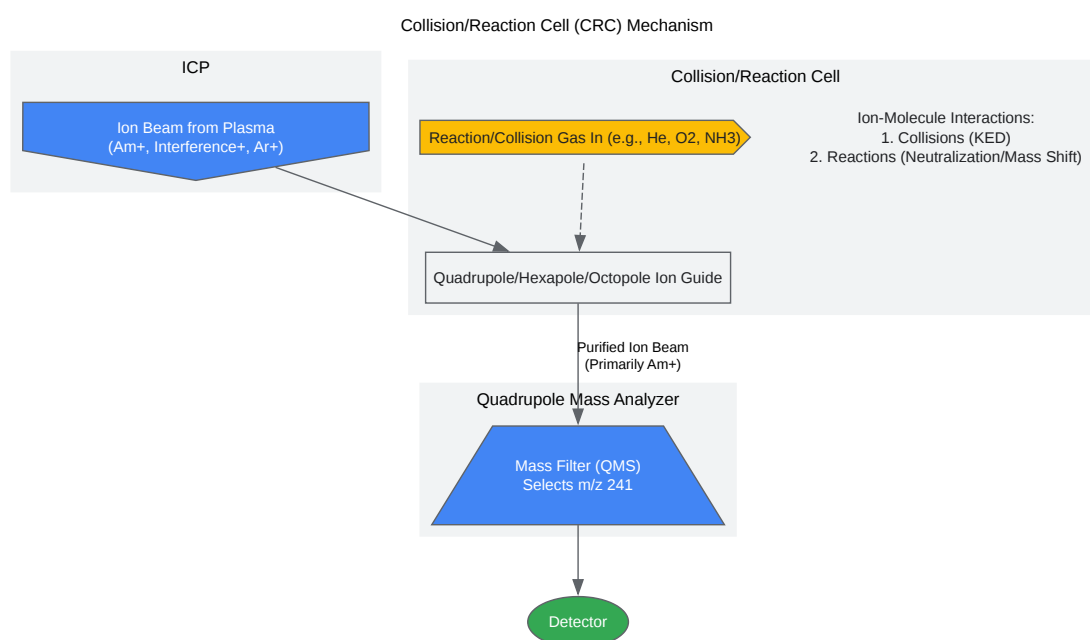 Collision/Reaction Cell (CRC) Mechanism
ICP
Ion Beam from Plasma
(Am+, Interference+, Ar+)
Collision/Reaction Cell
Reaction/Collision Gas In (e.g., He, O2, NH3)
Ion-Molecule Interactions:
1. Collisions (KED)
2. Reactions (Neutralization/Mass Shift)
Quadrupole/Hexapole/Octopole Ion Guide
Purified Ion Beam
(Primarily Am+)
Quadrupole Mass Analyzer
Mass Filter (QMS)
Selects m/z 241
Detector